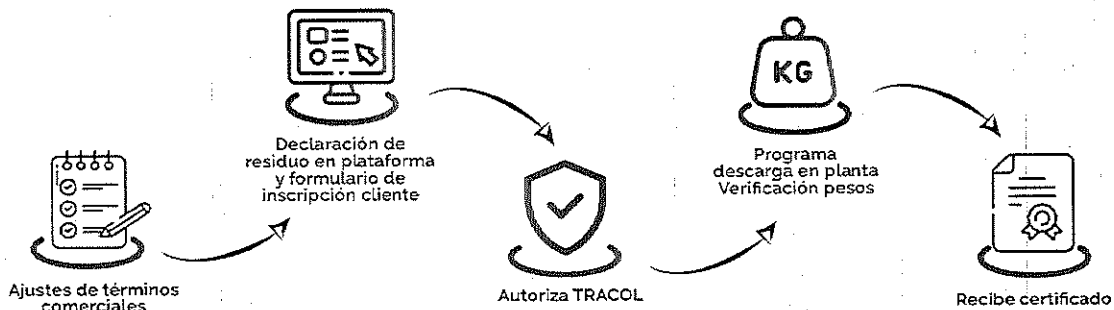 Ajustes de términos
comerciales
Declaración de
residuo en plataforma
y formulario de
inscripción cliente
Autoriza TRACOL
KG
Programa
descarga en planta
Verificación pesos
Recibe certificado